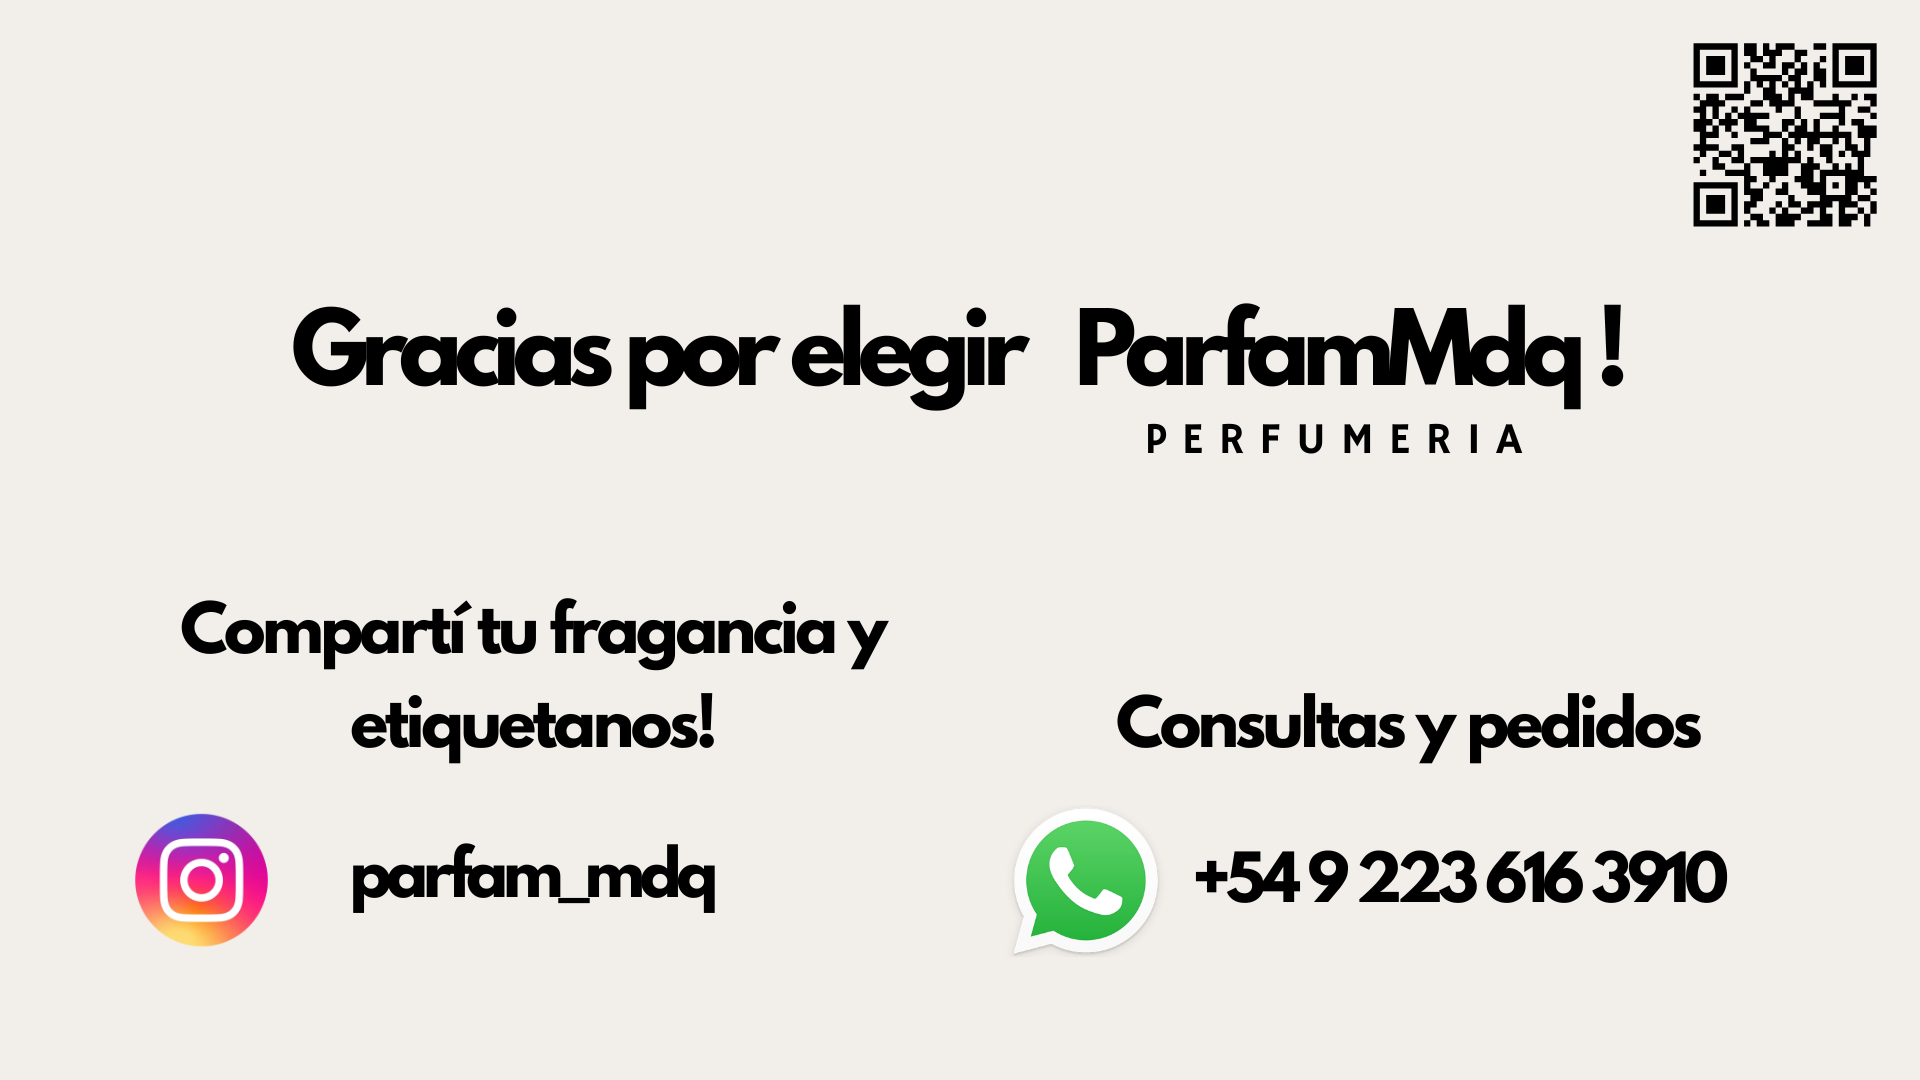 Gracias por elegir ParfamMdq !
PERFUMERIA
Compartí tu fragancia y
etiquetanos!
parfam_mdq
Consultas y pedidos
+54 9 223 616 3910